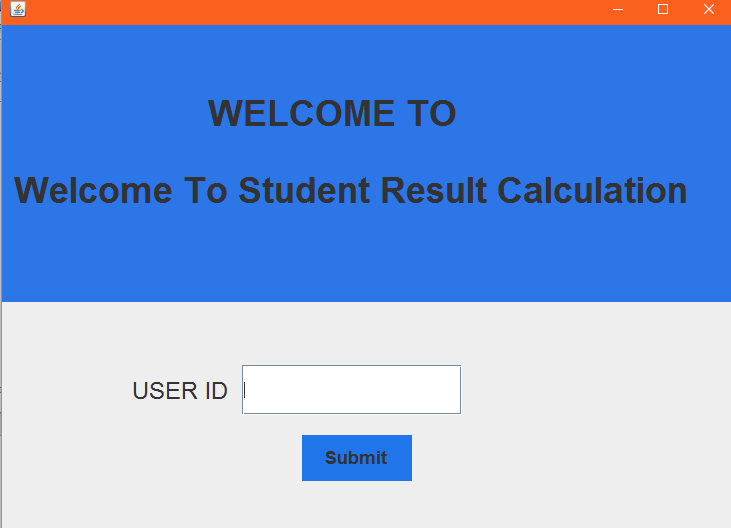 WELCOME TO
Welcome To Student Result Calculation
USER ID
Submit